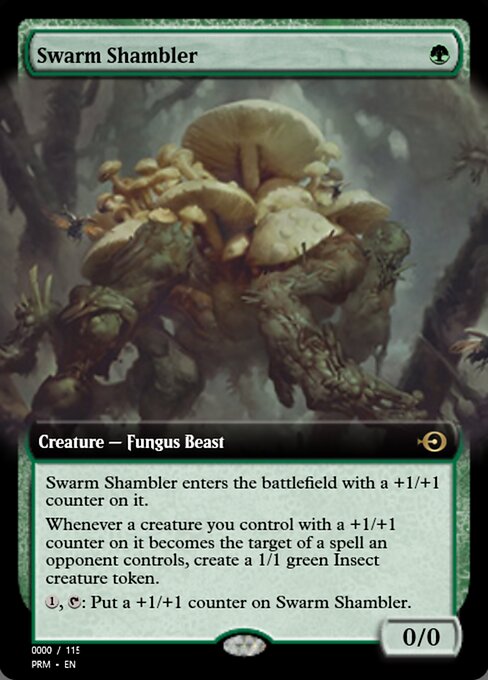 Swarm Shambler
Creature — Fungus Beast
Swarm Shambler enters the battlefield with a +1/+1
counter on it.
Whenever a creature you control with a +1/+1
counter on it becomes the target of a spell an
opponent controls, create a 1/1 green Insect
creature token.
1, T: Put a +1/+1 counter on Swarm Shambler.
0/0
0000 / 115
PRM • EN